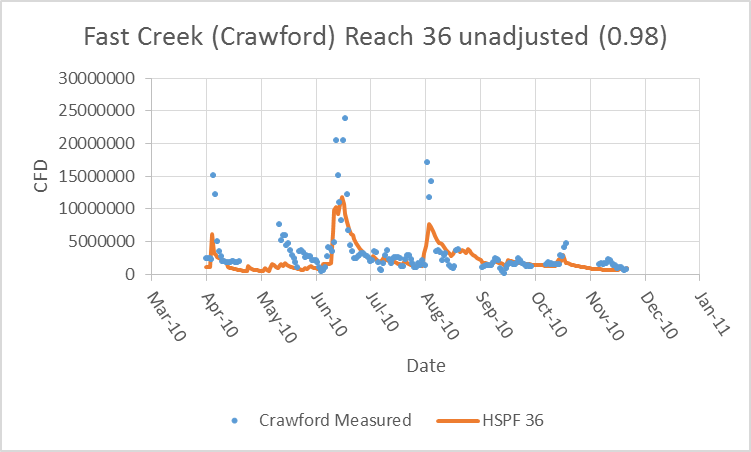 Fast Creek (Crawford) Reach 36 unadjusted (0.98)
30000000
25000000
20000000
15000000
10000000
5000000
0
CFD
Mar-10
Apr-10
May-10
Jun-10
Jul-10
Aug-10
Sep-10
Oct-10
Nov-10
Dec-10
Jan-11
Date
Crawford Measured
HSPF 36